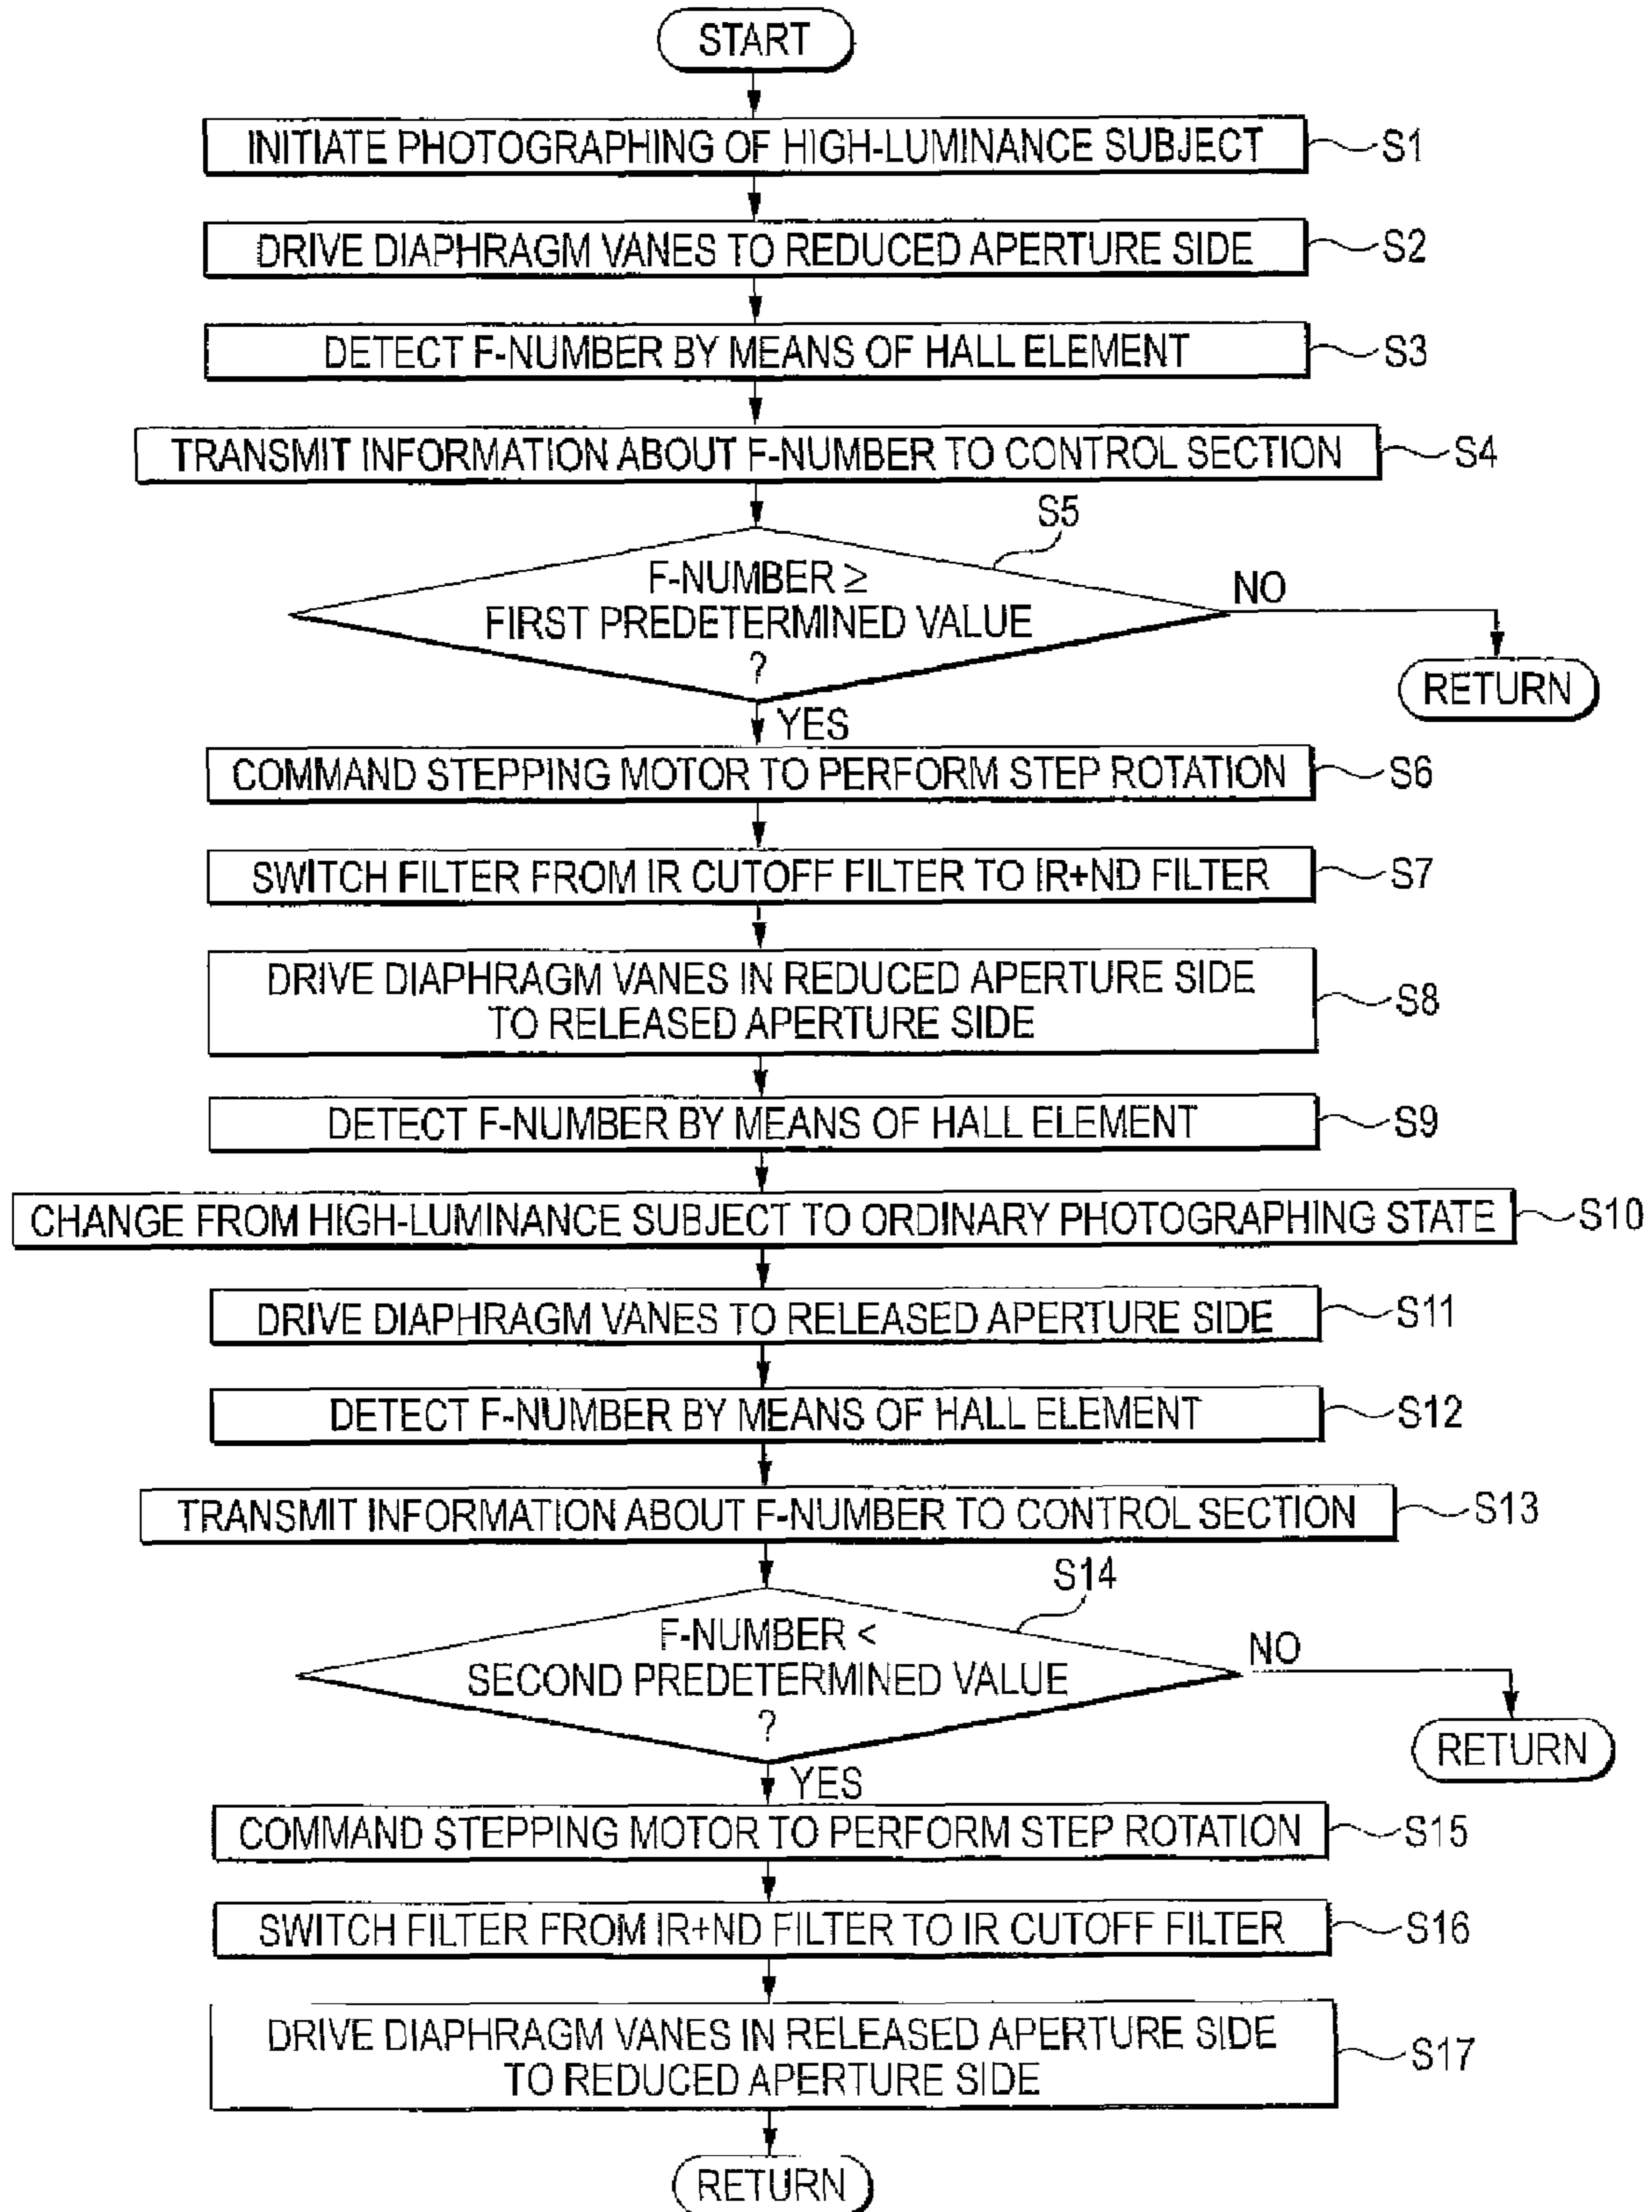 START
INITIATE PHOTOGRAPHING OF HIGH-LUMINANCE SUBJECT
S1
DRIVE DIAPHRAGM VANES TO REDUCED APERTURE SIDE
S2
DETECT F-NUMBER BY MEANS OF HALL ELEMENT
S3
TRANSMIT INFORMATION ABOUT F-NUMBER TO CONTROL SECTION
S4
S5
F-NUMBER ≥
FIRST PREDETERMINED VALUE
?
NO
RETURN
YES
COMMAND STEPPING MOTOR TO PERFORM STEP ROTATION
S6
SWITCH FILTER FROM IR CUTOFF FILTER TO IR+ND FILTER
S7
DRIVE DIAPHRAGM VANES IN REDUCED APERTURE SIDE
TO RELEASED APERTURE SIDE
S8
DETECT F-NUMBER BY MEANS OF HALL ELEMENT
S9
CHANGE FROM HIGH-LUMINANCE SUBJECT TO ORDINARY PHOTOGRAPHING STATE
S10
DRIVE DIAPHRAGM VANES TO RELEASED APERTURE SIDE
S11
DETECT F-NUMBER BY MEANS OF HALL ELEMENT
S12
TRANSMIT INFORMATION ABOUT F-NUMBER TO CONTROL SECTION
S13
S14
F-NUMBER <
SECOND PREDETERMINED VALUE
?
NO
RETURN
YES
COMMAND STEPPING MOTOR TO PERFORM STEP ROTATION
S15
SWITCH FILTER FROM IR+ND FILTER TO IR CUTOFF FILTER
S16
DRIVE DIAPHRAGM VANES IN RELEASED APERTURE SIDE
TO REDUCED APERTURE SIDE
S17
RETURN